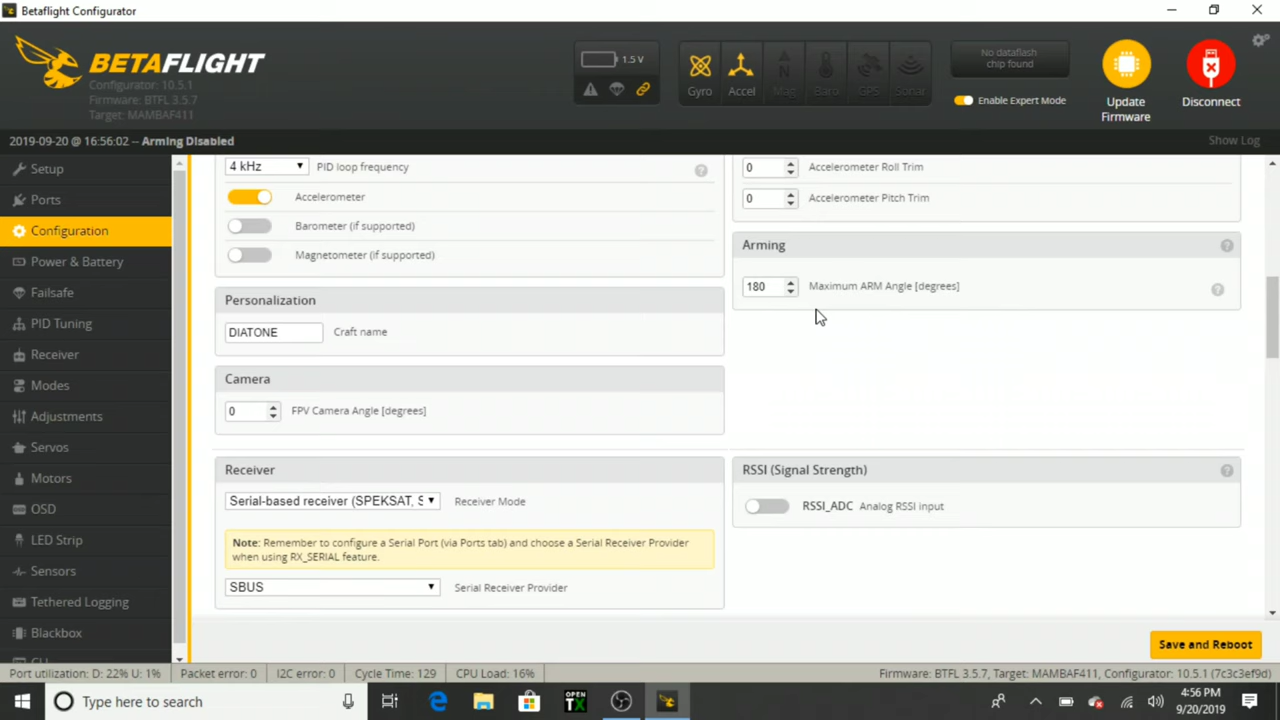 Betaflight Configurator
BETAFLIGHT
Configurator: 10.5.1
Firmware: BTFL 3.5.7
Target: MAMBAF411
1.5 V
Gyro
Accel
Mag
Baro
GPS
Sonar
No dataflash
chip found
Enable Expert Mode
Update
Firmware
Disconnect
2019-09-20 @ 16:56:02 -- Arming Disabled
Show Log
Setup
Ports
Configuration
Power & Battery
Failsafe
PID Tuning
Receiver
Modes
Adjustments
Servos
Motors
OSD
LED Strip
Sensors
Tethered Logging
Blackbox
4 kHz PID loop frequency
Accelerometer
Barometer (if supported)
Magnetometer (if supported)
Personalization
DIATONE Craft name
Camera
0 FPV Camera Angle [degrees]
Receiver
Serial-based receiver (SPEKSAT, S Receiver Mode
Note: Remember to configure a Serial Port (via Ports tab) and choose a Serial Receiver Provider
when using RX_SERIAL feature.
SBUS Serial Receiver Provider
0 Accelerometer Roll Trim
0 Accelerometer Pitch Trim
Arming
180 Maximum ARM Angle [degrees]
RSSI (Signal Strength)
RSSI_ADC Analog RSSI input
Save and Reboot
Port utilization: D: 22% U: 1% Packet error: 0 I2C error: 0 Cycle Time: 129 CPU Load: 16% Firmware: BTFL 3.5.7, Target: MAMBAF411, Configurator: 10.5.1 (7c3c3ef9d)
Type here to search
OPEN
TX
4:56 PM
9/20/2019